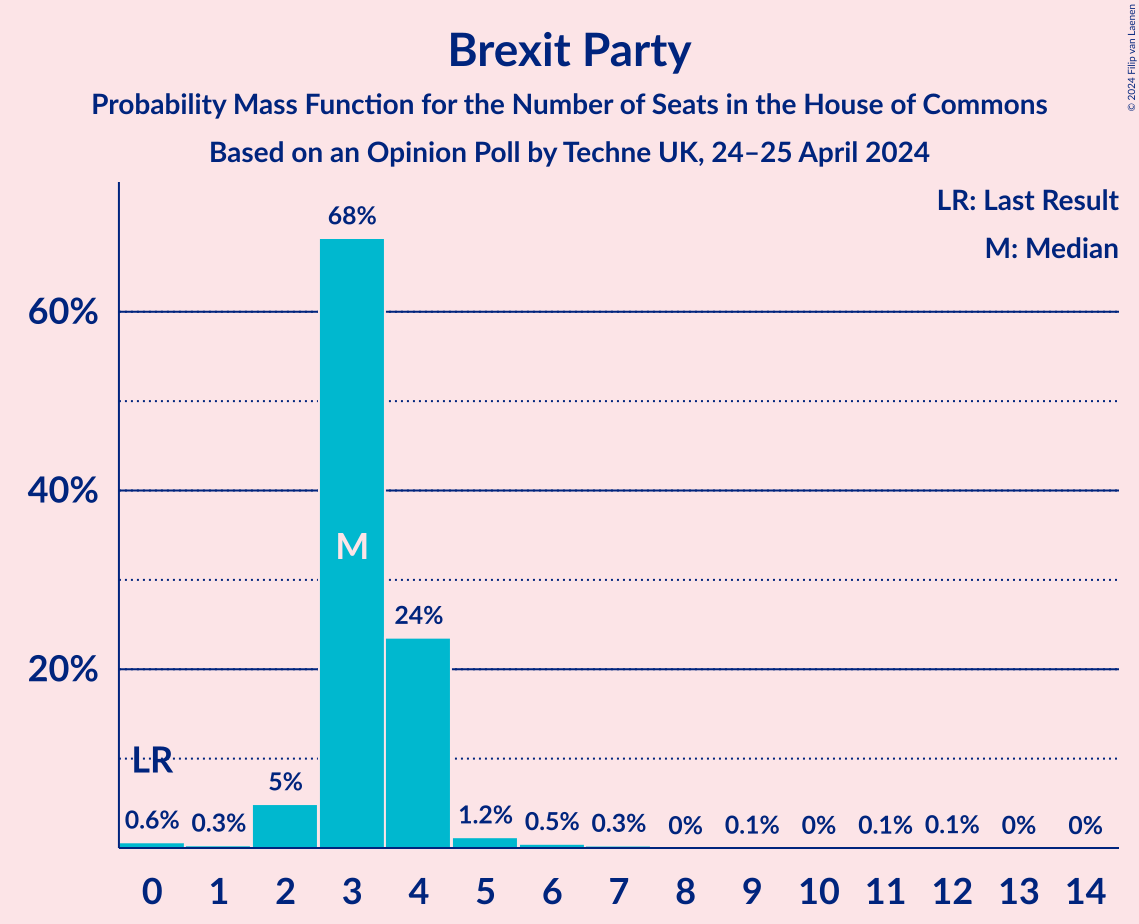 Brexit Party
Probability Mass Function for the Number of Seats in the House of Commons
Based on an Opinion Poll by Techne UK, 24–25 April 2024
© 2024 Filip van Laenen
LR: Last Result
M: Median
68%
60%
40%
M
24%
20%
LR
5%
0.6% 0.3% 1.2% 0.5% 0.3% 0% 0.1% 0% 0.1% 0.1% 0% 0%
0 1 2 3 4 5 6 7 8 9 10 11 12 13 14